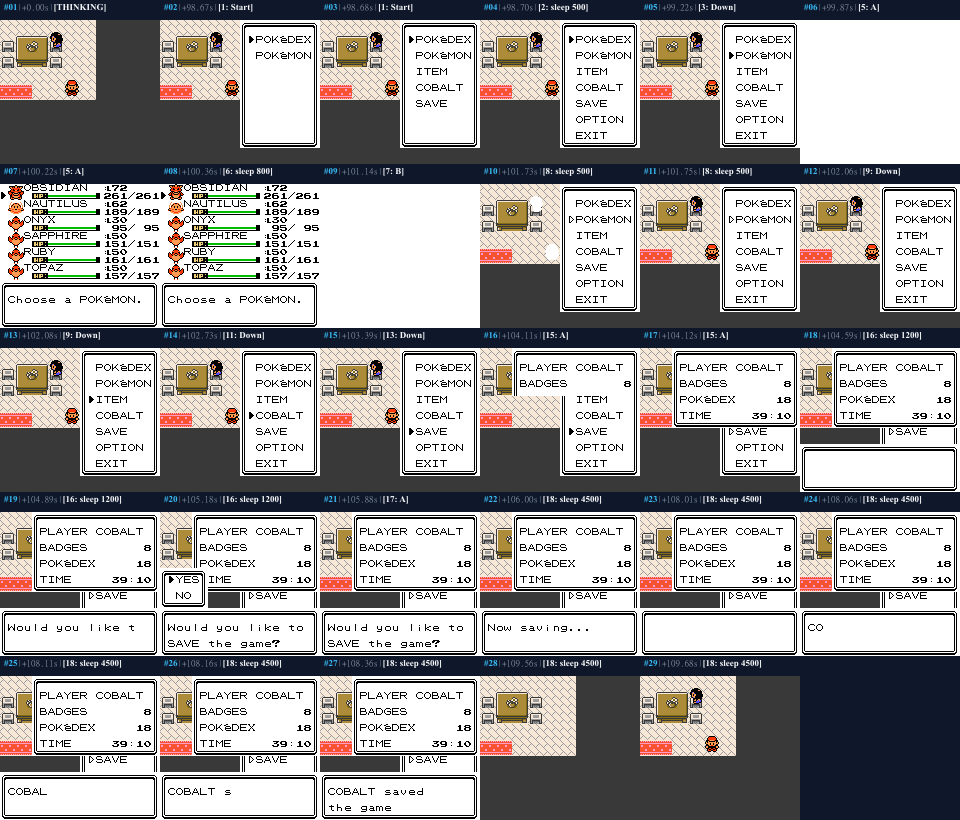 #01 | +0.00s | [THINKING]
#02 | +98.67s | [1: Start]
POKéDEX
POKéMON
#03 | +98.68s | [1: Start]
POKéDEX
POKéMON
ITEM
COBALT
SAVE
#04 | +98.70s | [2: sleep 500]
POKéDEX
POKéMON
ITEM
COBALT
SAVE
OPTION
EXIT
#05 | +99.22s | [3: Down]
POKéDEX
POKéMON
ITEM
COBALT
SAVE
OPTION
EXIT
#06 | +99.87s | [5: A]
#07 | +100.22s | [5: A]
OBSIDIAN :L72
HP: 261/261
NAUTILUS :L62
HP: 189/189
ONYX :L30
HP: 95/ 95
SAPPHIRE :L50
HP: 151/151
RUBY :L50
HP: 161/161
TOPAZ :L50
HP: 157/157
Choose a POKéMON.
#08 | +100.36s | [6: sleep 800]
OBSIDIAN :L72
HP: 261/261
NAUTILUS :L62
HP: 189/189
ONYX :L30
HP: 95/ 95
SAPPHIRE :L50
HP: 151/151
RUBY :L50
HP: 161/161
TOPAZ :L50
HP: 157/157
Choose a POKéMON.
#09 | +101.14s | [7: B]
#10 | +101.73s | [8: sleep 500]
POKéDEX
POKéMON
ITEM
COBALT
SAVE
OPTION
EXIT
#11 | +101.75s | [8: sleep 500]
POKéDEX
POKéMON
ITEM
COBALT
SAVE
OPTION
EXIT
#12 | +102.06s | [9: Down]
POKéDEX
POKéMON
ITEM
COBALT
SAVE
OPTION
EXIT
#13 | +102.08s | [9: Down]
POKéDEX
POKéMON
ITEM
COBALT
SAVE
OPTION
EXIT
#14 | +102.73s | [11: Down]
POKéDEX
POKéMON
ITEM
COBALT
SAVE
OPTION
EXIT
#15 | +103.39s | [13: Down]
POKéDEX
POKéMON
ITEM
COBALT
SAVE
OPTION
EXIT
#16 | +104.11s | [15: A]
PLAYER COBALT
BADGES 8
ITEM
COBALT
SAVE
OPTION
EXIT
#17 | +104.12s | [15: A]
PLAYER COBALT
BADGES 8
POKéDEX 18
TIME 39:10
SAVE
OPTION
EXIT
#18 | +104.59s | [16: sleep 1200]
PLAYER COBALT
BADGES 8
POKéDEX 18
TIME 39:10
SAVE
#19 | +104.89s | [16: sleep 1200]
PLAYER COBALT
BADGES 8
POKéDEX 18
TIME 39:10
SAVE
Would you like t
#20 | +105.18s | [16: sleep 1200]
PLAYER COBALT
BADGES 8
POKéDEX 18
YES IME 39:10
NO SAVE
Would you like to
SAVE the game?
#21 | +105.88s | [17: A]
PLAYER COBALT
BADGES 8
POKéDEX 18
TIME 39:10
SAVE
Would you like to
SAVE the game?
#22 | +106.00s | [18: sleep 4500]
PLAYER COBALT
BADGES 8
POKéDEX 18
TIME 39:10
SAVE
Now saving...
#23 | +108.01s | [18: sleep 4500]
PLAYER COBALT
BADGES 8
POKéDEX 18
TIME 39:10
SAVE
#24 | +108.06s | [18: sleep 4500]
PLAYER COBALT
BADGES 8
POKéDEX 18
TIME 39:10
SAVE
CO
#25 | +108.11s | [18: sleep 4500]
PLAYER COBALT
BADGES 8
POKéDEX 18
TIME 39:10
SAVE
COBAL
#26 | +108.16s | [18: sleep 4500]
PLAYER COBALT
BADGES 8
POKéDEX 18
TIME 39:10
SAVE
COBALT s
#27 | +108.36s | [18: sleep 4500]
PLAYER COBALT
BADGES 8
POKéDEX 18
TIME 39:10
SAVE
COBALT saved
the game
#28 | +109.56s | [18: sleep 4500]
#29 | +109.68s | [18: sleep 4500]